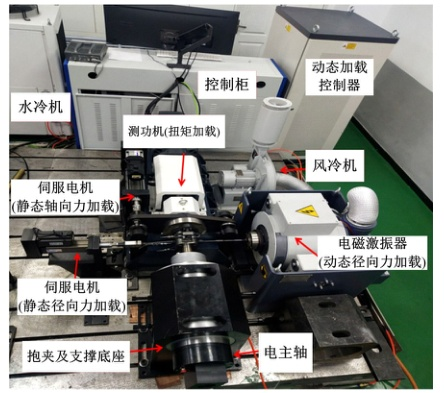 水冷机
控制柜
动态加载
控制器
测功机(扭矩加载)
风冷机
伺服电机
(静态轴向力加载)
电磁激振器
(动态径向力加载)
伺服电机
(静态径向力加载)
抱夹及支撑底座
电主轴